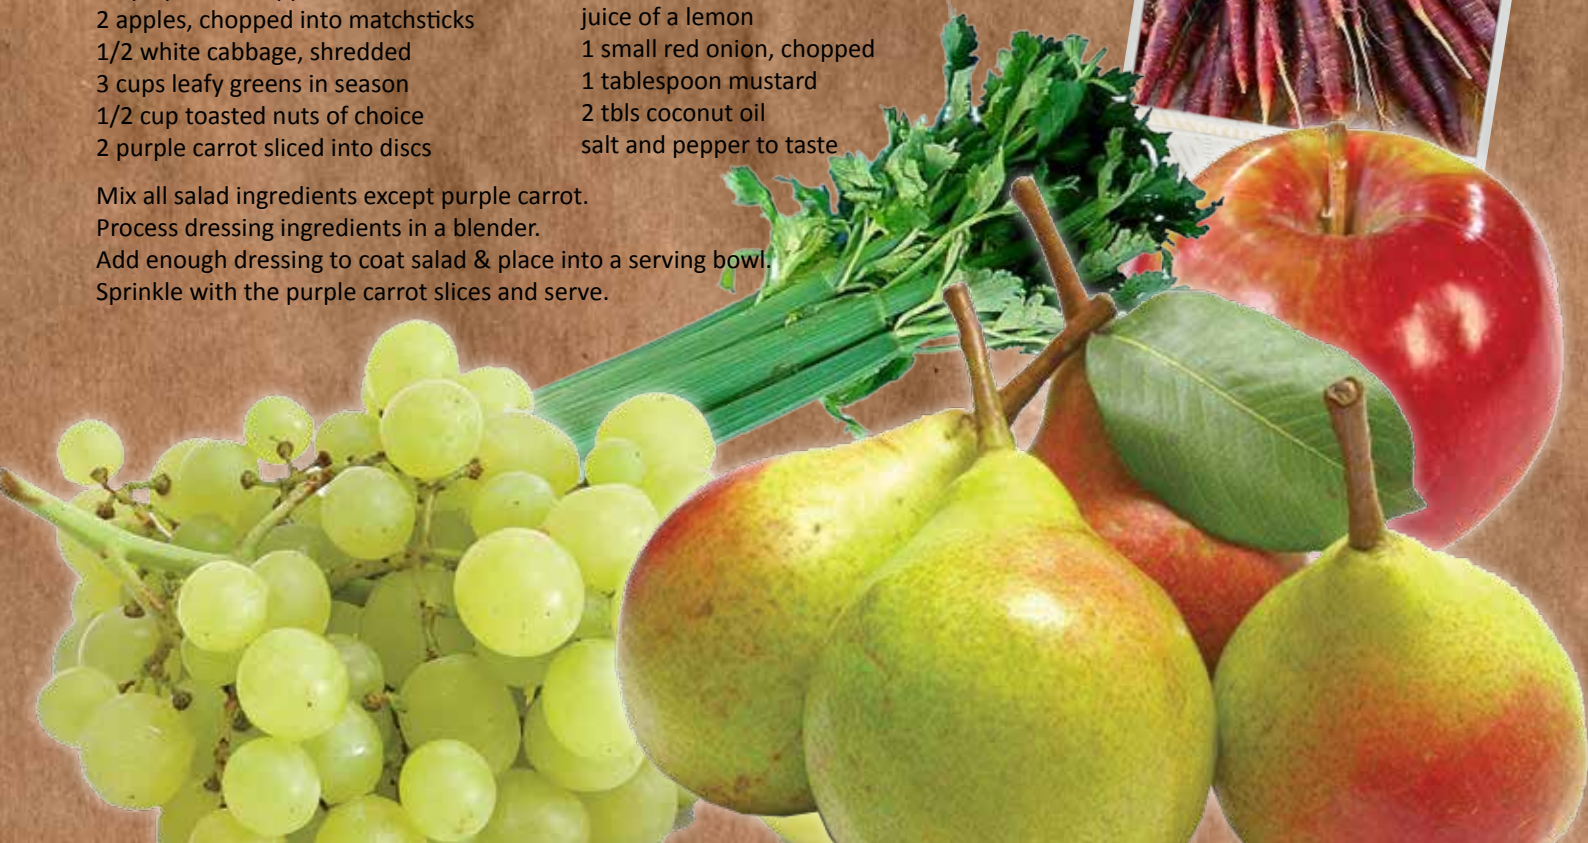 2 apples, chopped into matchsticks
1/2 white cabbage, shredded
3 cups leafy greens in season
1/2 cup toasted nuts of choice
2 purple carrot sliced into discs
juice of a lemon
1 small red onion, chopped
1 tablespoon mustard
2 tbls coconut oil
salt and pepper to taste
Mix all salad ingredients except purple carrot.
Process dressing ingredients in a blender.
Add enough dressing to coat salad & place into a serving bowl.
Sprinkle with the purple carrot slices and serve.